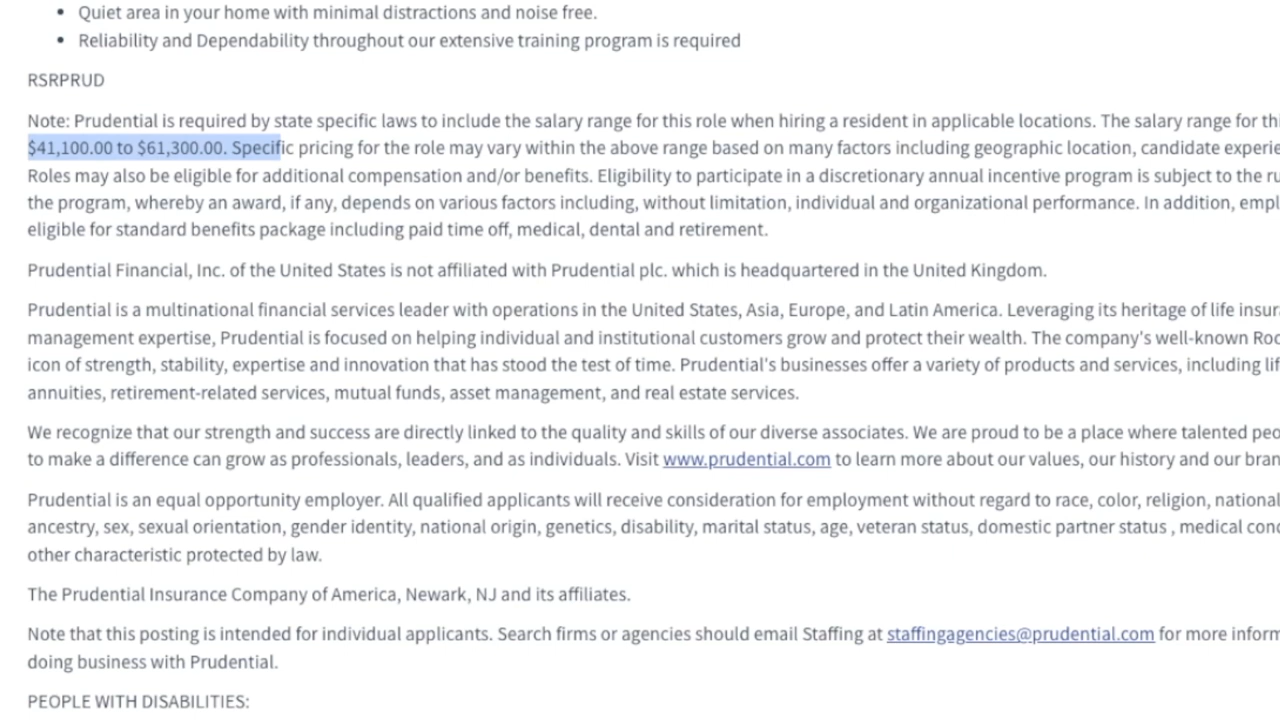 • Quiet area in your home with minimal distractions and noise free.
• Reliability and Dependability throughout our extensive training program is required
RSRPRUD
Note: Prudential is required by state specific laws to include the salary range for this role when hiring a resident in applicable locations. The salary range for
$41,100.00 to $61,300.00. Specific pricing for the role may vary within the above range based on many factors including geographic location, candidate
Roles may also be eligible for additional compensation and/or benefits. Eligibility to participate in a discretionary annual incentive program is subject to the
the program, whereby an award, if any, depends on various factors including, without limitation, individual and organizational performance. In addition,
eligible for standard benefits package including paid time off, medical, dental and retirement.
Prudential Financial, Inc. of the United States is not affiliated with Prudential plc. which is headquartered in the United Kingdom.
Prudential is a multinational financial services leader with operations in the United States, Asia, Europe, and Latin America. Leveraging its heritage of life
management expertise, Prudential is focused on helping individual and institutional customers grow and protect their wealth. The company's well-known
icon of strength, stability, expertise and innovation that has stood the test of time. Prudential's businesses offer a variety of products and services, including
annuities, retirement-related services, mutual funds, asset management, and real estate services.
We recognize that our strength and success are directly linked to the quality and skills of our diverse associates. We are proud to be a place where talented
to make a difference can grow as professionals, leaders, and as individuals. Visit www.prudential.com to learn more about our values, our history and our
Prudential is an equal opportunity employer. All qualified applicants will receive consideration for employment without regard to race, color, religion, national
ancestry, sex, sexual orientation, gender identity, national origin, genetics, disability, marital status, age, veteran status, domestic partner status , medical
other characteristic protected by law.
The Prudential Insurance Company of America, Newark, NJ and its affiliates.
Note that this posting is intended for individual applicants. Search firms or agencies should email Staffing at staffingagencies@prudential.com for more
doing business with Prudential.
PEOPLE WITH DISABILITIES: